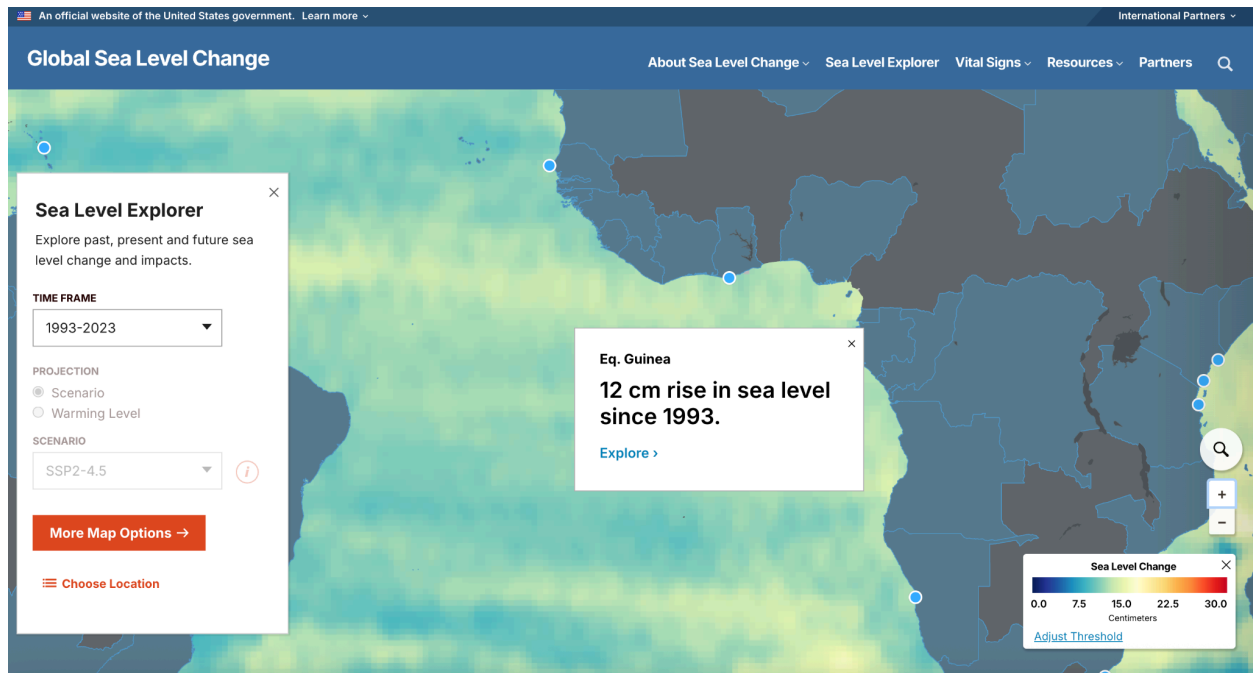 An official website of the United States government. Learn more
International Partners
Global Sea Level Change
About Sea Level Change
Sea Level Explorer
Vital Signs
Resources
Partners
Sea Level Explorer
Explore past, present and future sea
level change and impacts.
TIME FRAME
1993-2023
PROJECTION
Scenario
Warming Level
SCENARIO
SSP2-4.5
i
More Map Options →
Choose Location
Eq. Guinea
12 cm rise in sea level
since 1993.
Explore ›
+
−
Sea Level Change
0.0 7.5 15.0 22.5 30.0
Centimeters
Adjust Threshold